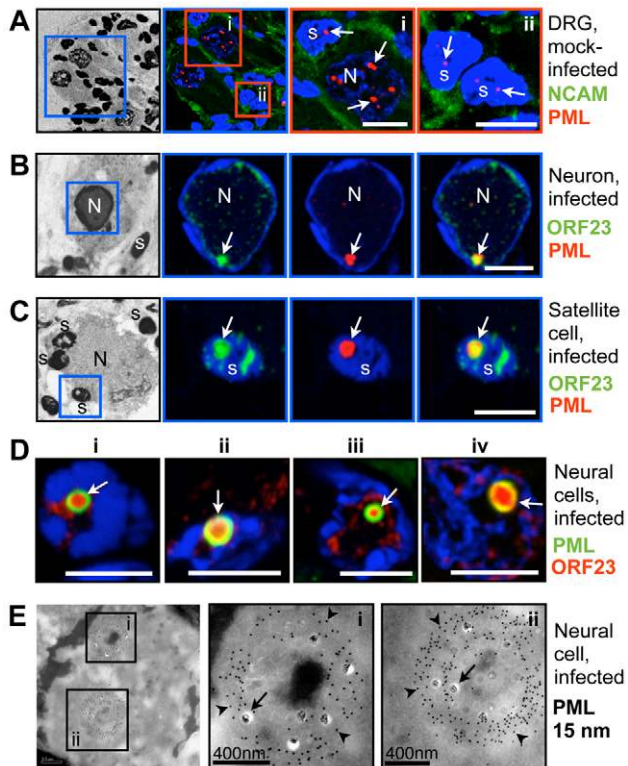 A
i
ii
i
s
N
ii
s
s
DRG,
mock-
infected
NCAM
PML
B
N
s
N
N
N
Neuron,
infected
ORF23
PML
C
s
s
s
N
s
s
s
s
Satellite
cell,
infected
ORF23
PML
D
i
ii
iii
iv
Neural
cells,
infected
PML
ORF23
E
i
ii
i
400nm
ii
400nm
Neural
cell,
infected
PML
15 nm